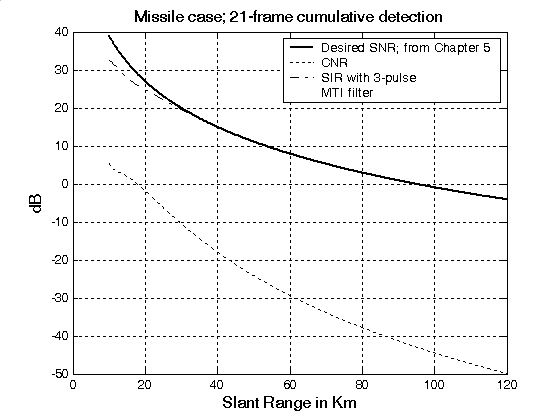 Missile case; 21-frame cumulative detection
40
30
20
10
0
-10
-20
-30
-40
-50
dB
Desired SNR; from Chapter 5
CNR
SIR with 3-pulse
MTI filter
0 20 40 60 80 100 120
Slant Range in Km